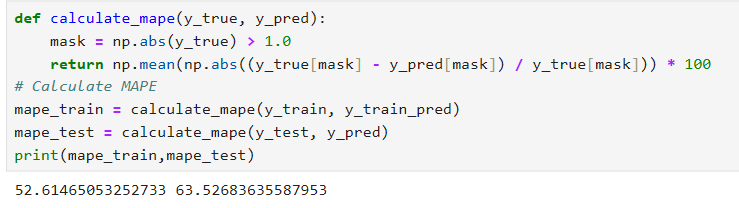 def calculate_mape(y_true, y_pred):
    mask = np.abs(y_true) > 1.0
    return np.mean(np.abs((y_true[mask] - y_pred[mask]) / y_true[mask])) * 100
# Calculate MAPE
mape_train = calculate_mape(y_train, y_train_pred)
mape_test = calculate_mape(y_test, y_pred)
print(mape_train,mape_test)
52.61465053252733 63.52683635587953